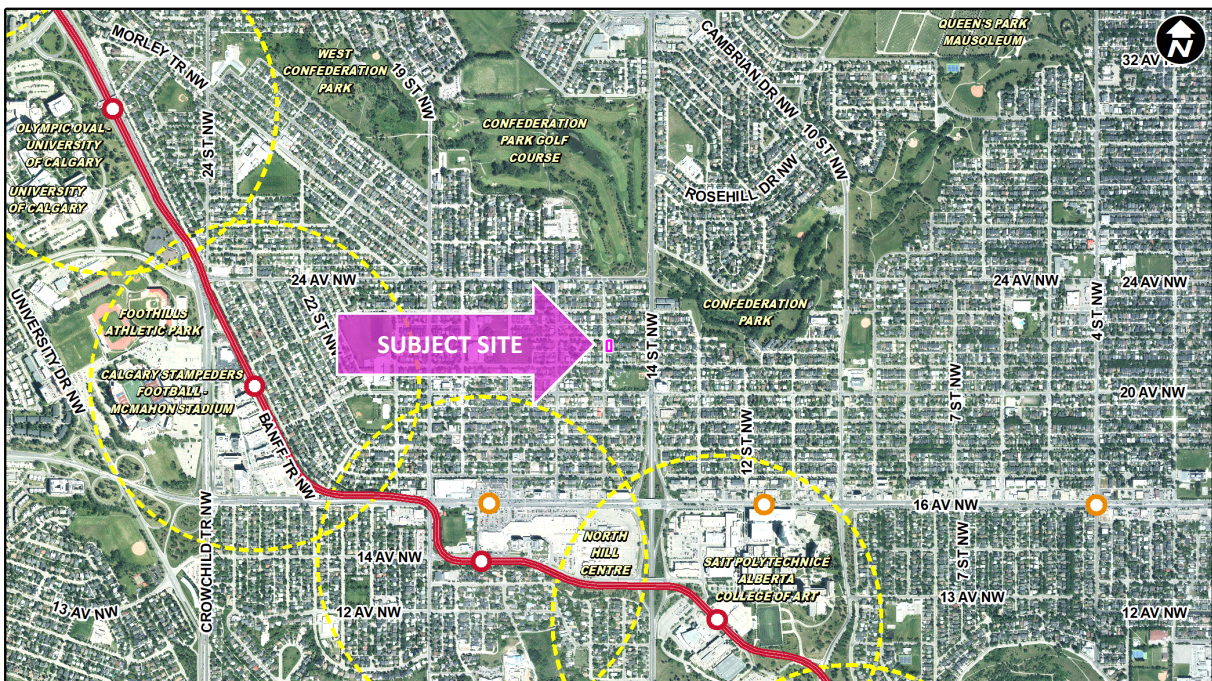 MORLEY TR NW
WEST
CONFEDERATION
PARK
19 ST NW
CAMBRIAN DR NW
QUEEN'S PARK
MAUSOLEUM
N
32 AV
OLYMPIC OVAL -
UNIVERSITY
OF CALGARY
24 ST NW
CONFEDERATION
PARK GOLF
COURSE
10 ST NW
UNIVERSITY
OF CALGARY
ROSEHILL DR NW
24 AV NW
24 AV NW
24 AV NW
UNIVERSITY DR NW
FOOTHILLS
ATHLETIC PARK
22 ST NW
SUBJECT SITE
14 ST NW
CONFEDERATION
PARK
4 ST NW
CALGARY STAMPEDERS
FOOTBALL -
MCMAHON STADIUM
7 ST NW
20 AV NW
BANFF TR NW
12 ST NW
CROWCHILD TR NW
16 AV NW
14 AV NW
NORTH
HILL
CENTRE
SAIT POLYTECHNIC
ALBERTA
COLLEGE OF ART
7 ST NW
13 AV NW
12 AV NW
13 AV NW
12 AV NW